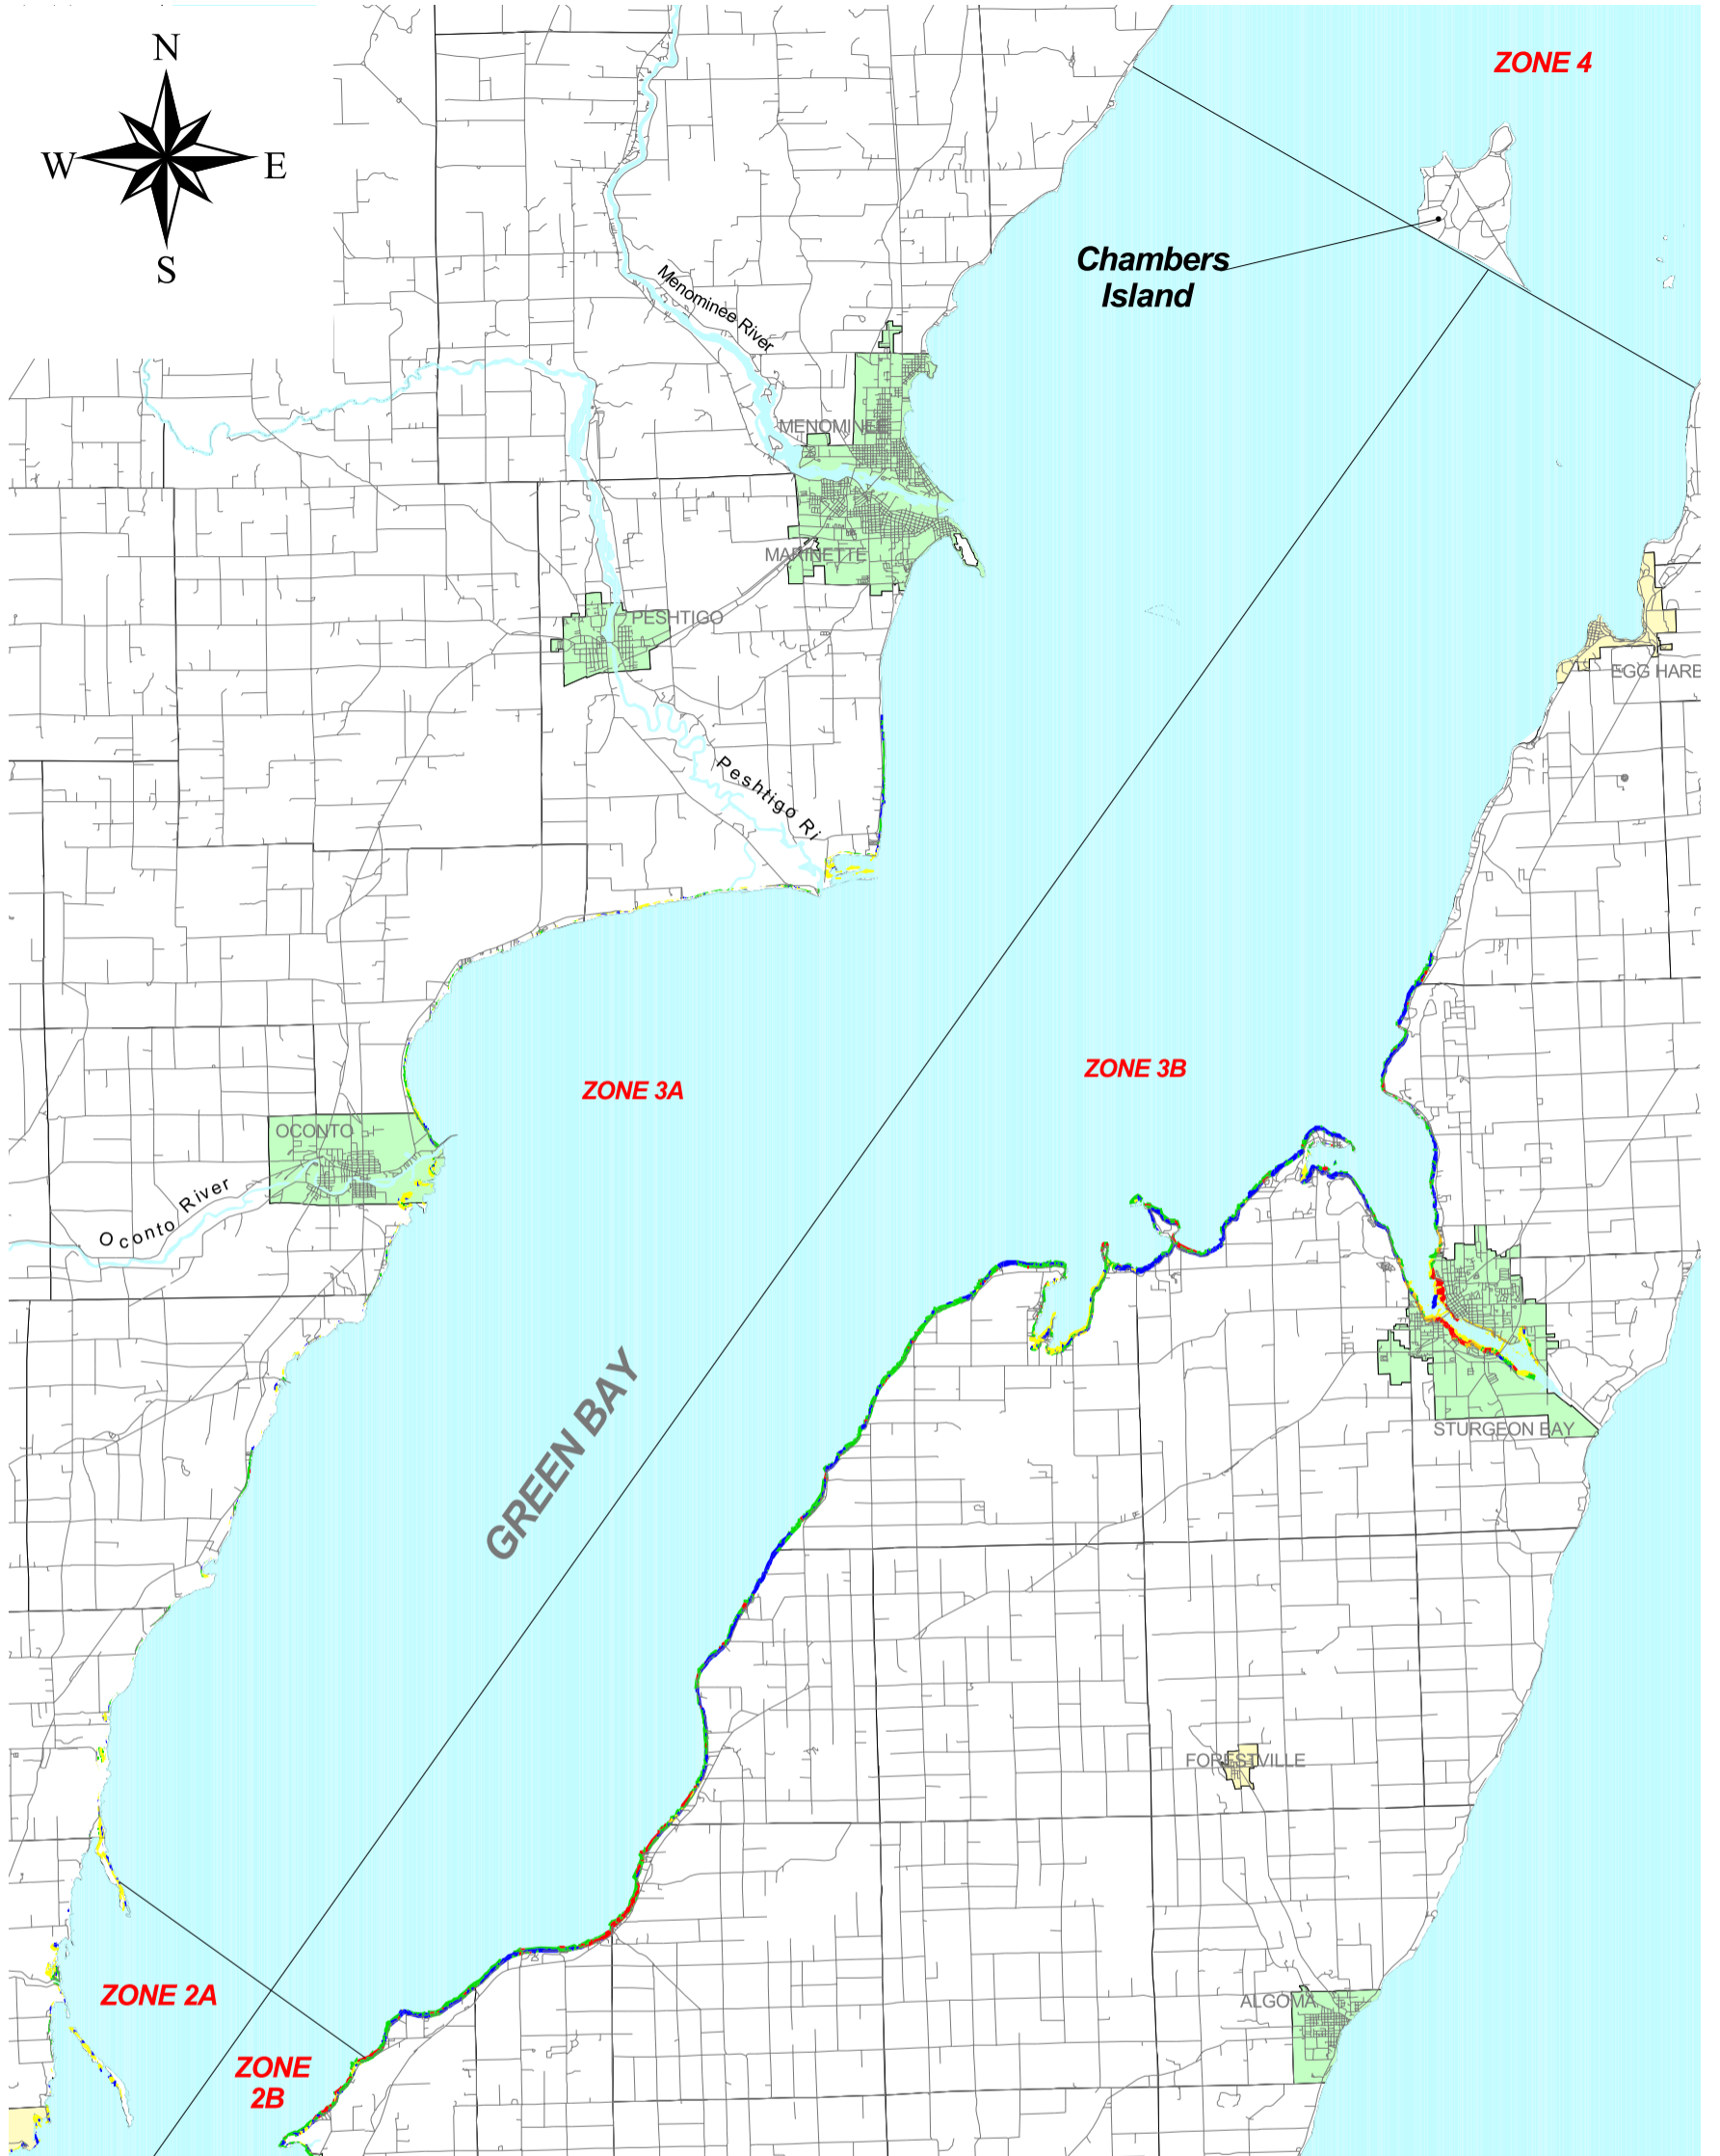 N
ZONE 4
W
E
S
Chambers
Island
Menominee River
MENOMINEE
MARINETTE
PESHTIGO
EGG HARB
Peshtigo Ri
ZONE 3B
ZONE 3A
OCONTO
Oconto River
GREEN BAY
STURGEON BAY
FORESTVILLE
ZONE 2A
ALGOMA
ZONE
2B